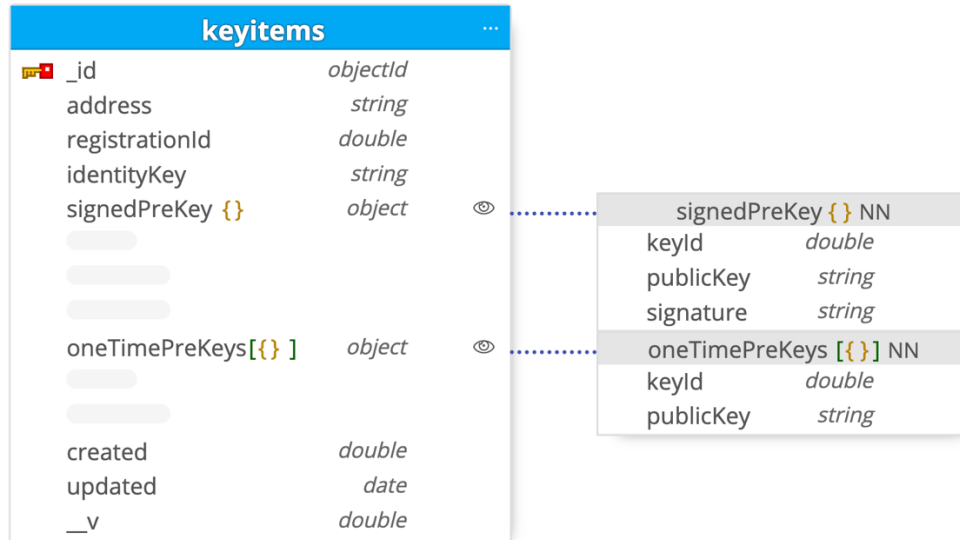 keyitems ...
_id objectId
address string
registrationId double
identityKey string
signedPreKey {} object
oneTimePreKeys[{} ] object
created double
updated date
__v double
signedPreKey { } NN
keyId double
publicKey string
signature string
oneTimePreKeys [{ }] NN
keyId double
publicKey string